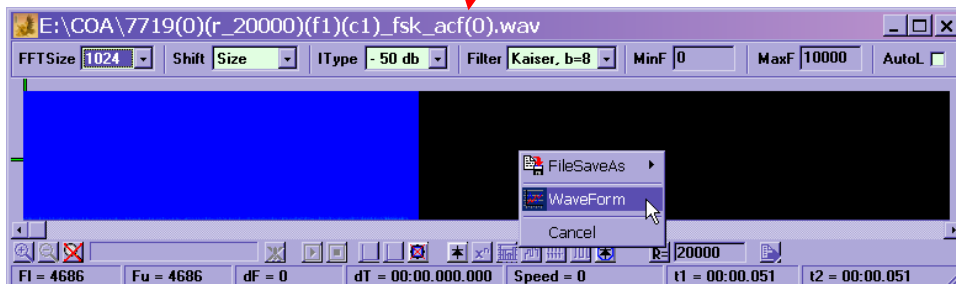 E:\COA\7719(0)(r_20000)(f1)(c1)_fsk_acf(0).wav
FFTSize 1024 Shift Size IType - 50 db Filter Kaiser, b=8 MinF 0 MaxF 10000 AutoL
FileSaveAs
WaveForm
Cancel
R= 20000
Fl = 4686 Fu = 4686 dF = 0 dT = 00:00.000.000 Speed = 0 t1 = 00:00.051 t2 = 00:00.051